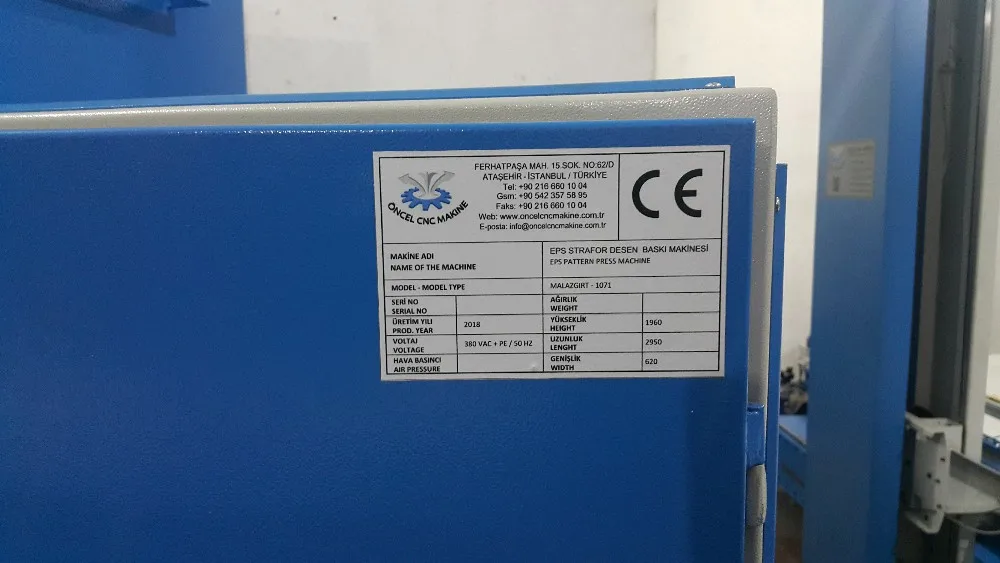 ONCEL CNC MAKINE
FERHATPAŞA MAH. 15.SOK. NO:62/D
ATAŞEHİR - İSTANBUL / TÜRKİYE
Tel: +90 216 660 10 04
Gsm: +90 542 357 58 95
Faks: +90 216 660 10 04
Web: www.oncelcncmakine.com.tr
E-posta: info@oncelcncmakine.com.tr
CE
MAKİNE ADI
NAME OF THE MACHINE
EPS STRAFOR DESEN BASKI MAKİNESİ
EPS PATTERN PRESS MACHINE
MODEL - MODEL TYPE
MALAZGIRT - 1071
SERİ NO
SERIAL NO
AĞIRLIK
WEIGHT
ÜRETİM YILI
PROD. YEAR
2018
YÜKSEKLİK
HEIGHT
1960
VOLTAJ
VOLTAGE
380 VAC + PE / 50 HZ
UZUNLUK
LENGHT
2950
HAVA BASINCI
AIR PRESSURE
GENİŞLİK
WIDTH
620